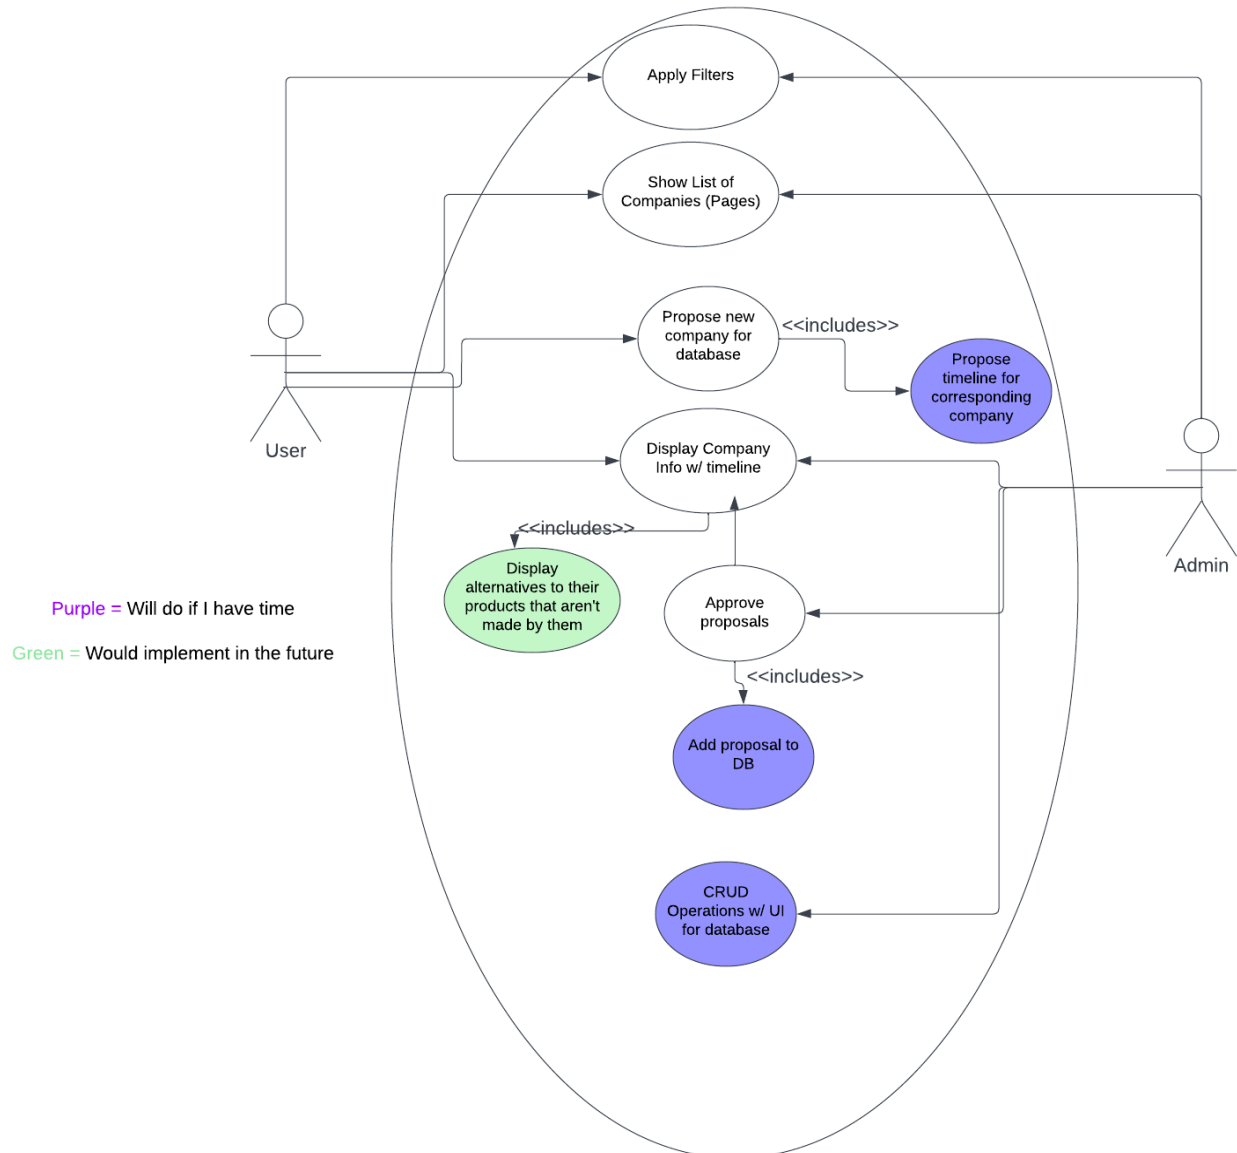 Apply Filters
Show List of
Companies (Pages)
Propose new
company for
database
<<includes>>
Propose
timeline for
corresponding
company
User
Display Company
Info w/ timeline
<<includes>>
Display
alternatives to their
products that aren't
made by them
Admin
Approve
proposals
Purple = Will do if I have time
Green = Would implement in the future
<<includes>>
Add proposal to
DB
CRUD
Operations w/ UI
for database